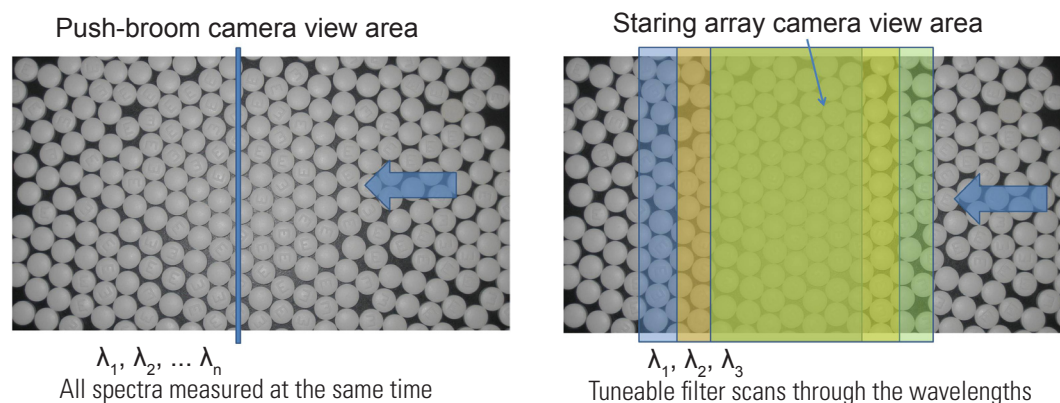 Push-broom camera view area
λ1, λ2, ... λn
All spectra measured at the same time
Staring array camera view area
λ1, λ2, λ3
Tuneable filter scans through the wavelengths